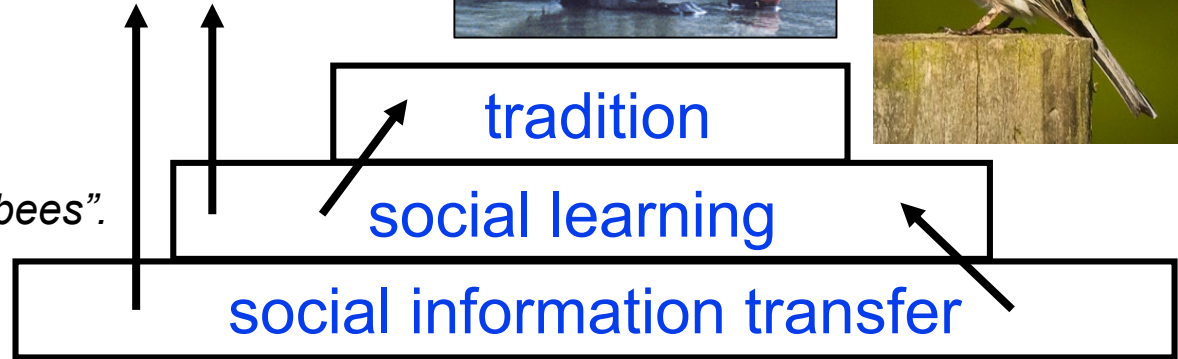 tradition
bees”.
social learning
social information transfer